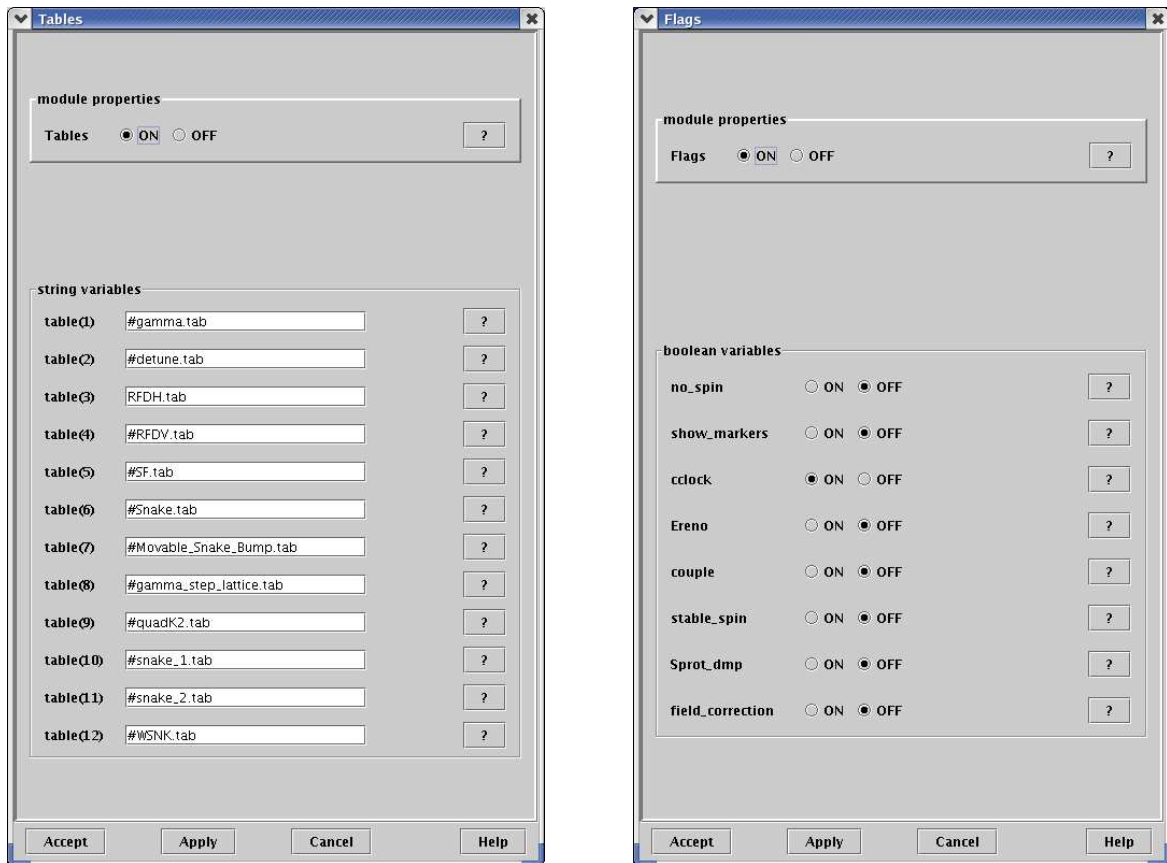 Tables
module properties
Tables ON OFF ?
string variables
table(1) #gamma.tab ?
table(2) #detune.tab ?
table(3) RFDH.tab ?
table(4) #RFDV.tab ?
table(5) #SF.tab ?
table(6) #Snake.tab ?
table(7) #Movable_Snake_Bump.tab ?
table(8) #gamma_step_lattice.tab ?
table(9) #quadK2.tab ?
table(10) #snake_1.tab ?
table(11) #snake_2.tab ?
table(12) #WSNK.tab ?
Accept Apply Cancel Help
Flags
module properties
Flags ON OFF ?
boolean variables
no_spin ON OFF ?
show_markers ON OFF ?
cclock ON OFF ?
Ereno ON OFF ?
couple ON OFF ?
stable_spin ON OFF ?
Sprot_dmp ON OFF ?
field_correction ON OFF ?
Accept Apply Cancel Help